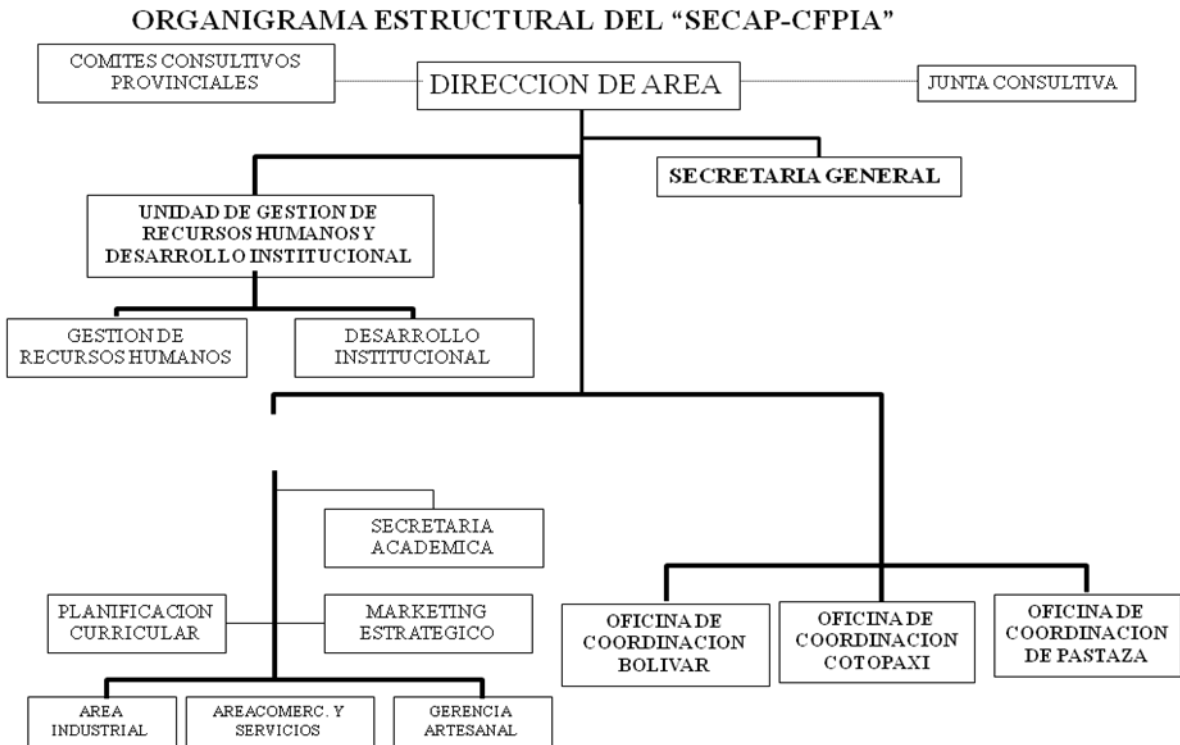 ORGANIGRAMA ESTRUCTURAL DEL “SECAP-CFPIA”
COMITES CONSULTIVOS
PROVINCIALES
DIRECCION DE AREA
JUNTA CONSULTIVA
SECRETARIA GENERAL
UNIDAD DE GESTION DE
RECURSOS HUMANOS Y
DESARROLLO INSTITUCIONAL
GESTION DE
RECURSOS HUMANOS
DESARROLLO
INSTITUCIONAL
SECRETARIA
ACADEMICA
PLANIFICACION
CURRICULAR
MARKETING
ESTRATEGICO
OFICINA DE
COORDINACION
BOLIVAR
OFICINA DE
COORDINACION
COTOPAXI
OFICINA DE
COORDINACION
DE PASTAZA
AREA
INDUSTRIAL
AREACOMERC. Y
SERVICIOS
GERENCIA
ARTESANAL